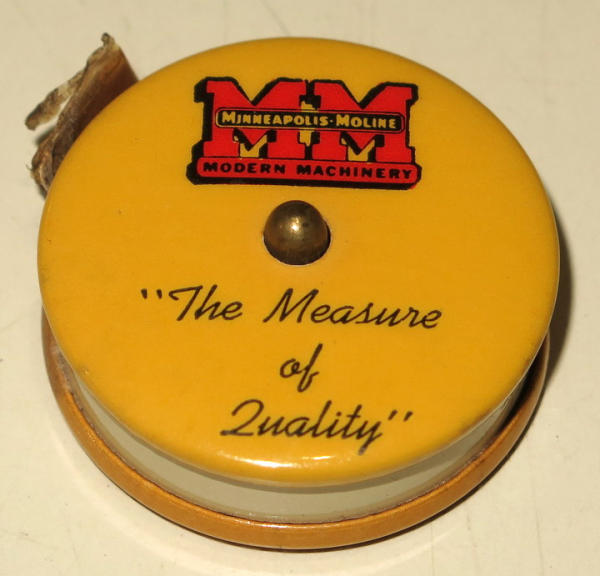 MM
MINNEAPOLIS-MOLINE
MODERN MACHINERY
"The Measure
of
Quality"